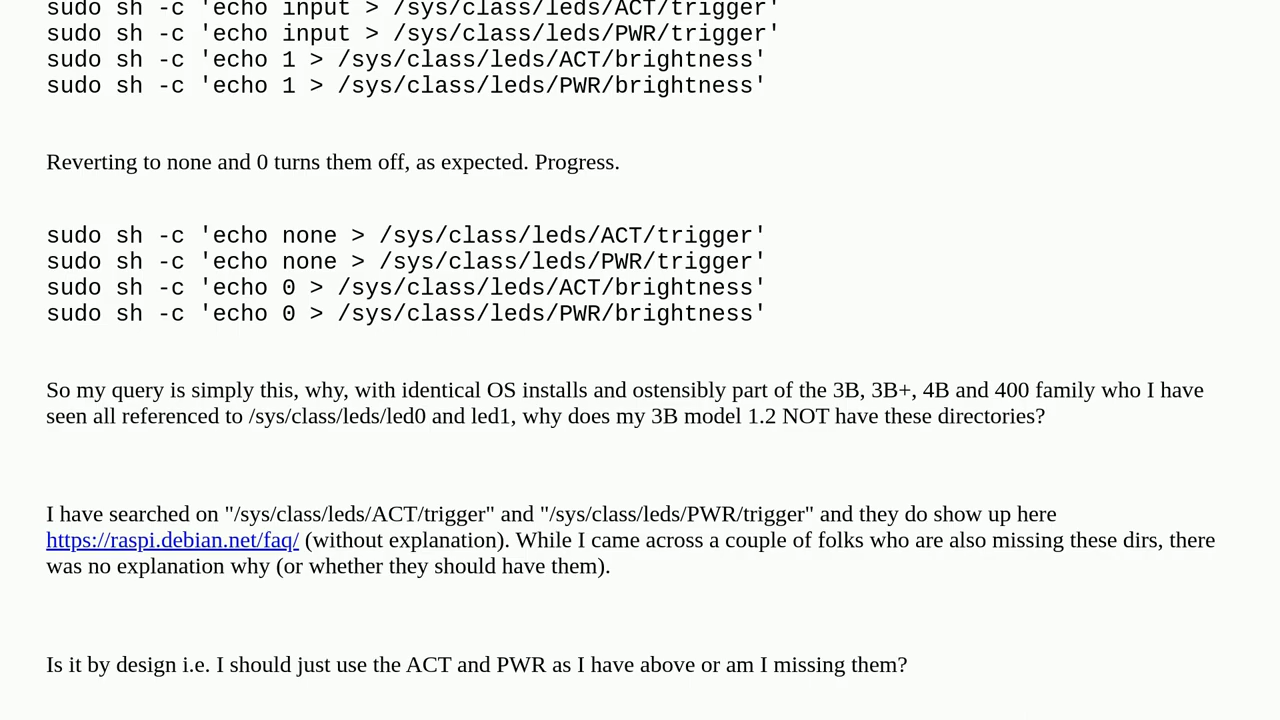 sudo sh -c 'echo input > /sys/class/leds/ACT/trigger'
sudo sh -c 'echo input > /sys/class/leds/PWR/trigger'
sudo sh -c 'echo 1 > /sys/class/leds/ACT/brightness'
sudo sh -c 'echo 1 > /sys/class/leds/PWR/brightness'
Reverting to none and 0 turns them off, as expected. Progress.
sudo sh -c 'echo none > /sys/class/leds/ACT/trigger'
sudo sh -c 'echo none > /sys/class/leds/PWR/trigger'
sudo sh -c 'echo 0 > /sys/class/leds/ACT/brightness'
sudo sh -c 'echo 0 > /sys/class/leds/PWR/brightness'
So my query is simply this, why, with identical OS installs and ostensibly part of the 3B, 3B+, 4B and 400 family who I have
seen all referenced to /sys/class/leds/led0 and led1, why does my 3B model 1.2 NOT have these directories?
I have searched on "/sys/class/leds/ACT/trigger" and "/sys/class/leds/PWR/trigger" and they do show up here
https://raspi.debian.net/faq/ (without explanation). While I came across a couple of folks who are also missing these dirs, there
was no explanation why (or whether they should have them).
Is it by design i.e. I should just use the ACT and PWR as I have above or am I missing them?